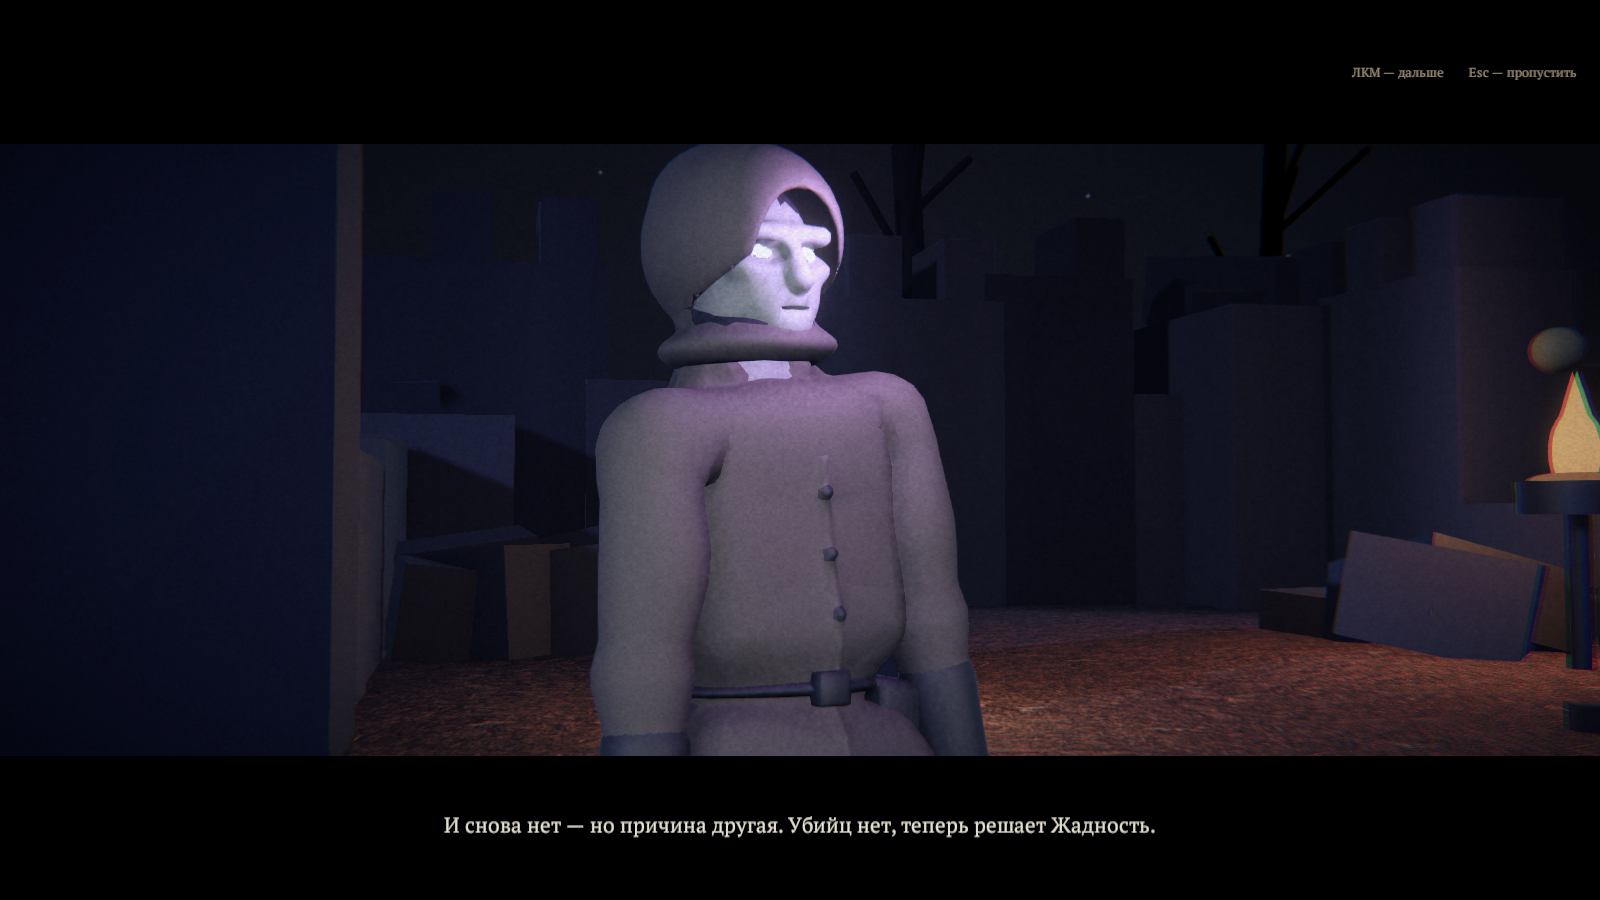 ЛКМ — дальше Esc — пропустить
И снова нет — но причина другая. Убийц нет, теперь решает Жадность.